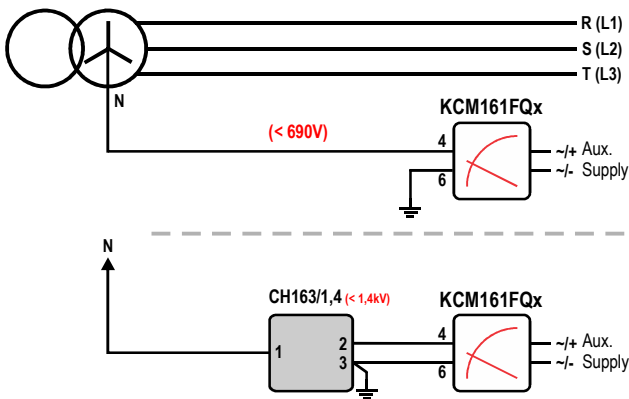 R (L1)
S (L2)
T (L3)
N
KCM161FQx
(< 690V)
4
~/+ Aux.
6
~/- Supply
N
CH163/1,4 (< 1,4kV)
KCM161FQx
1
2
3
4
~/+ Aux.
6
~/- Supply